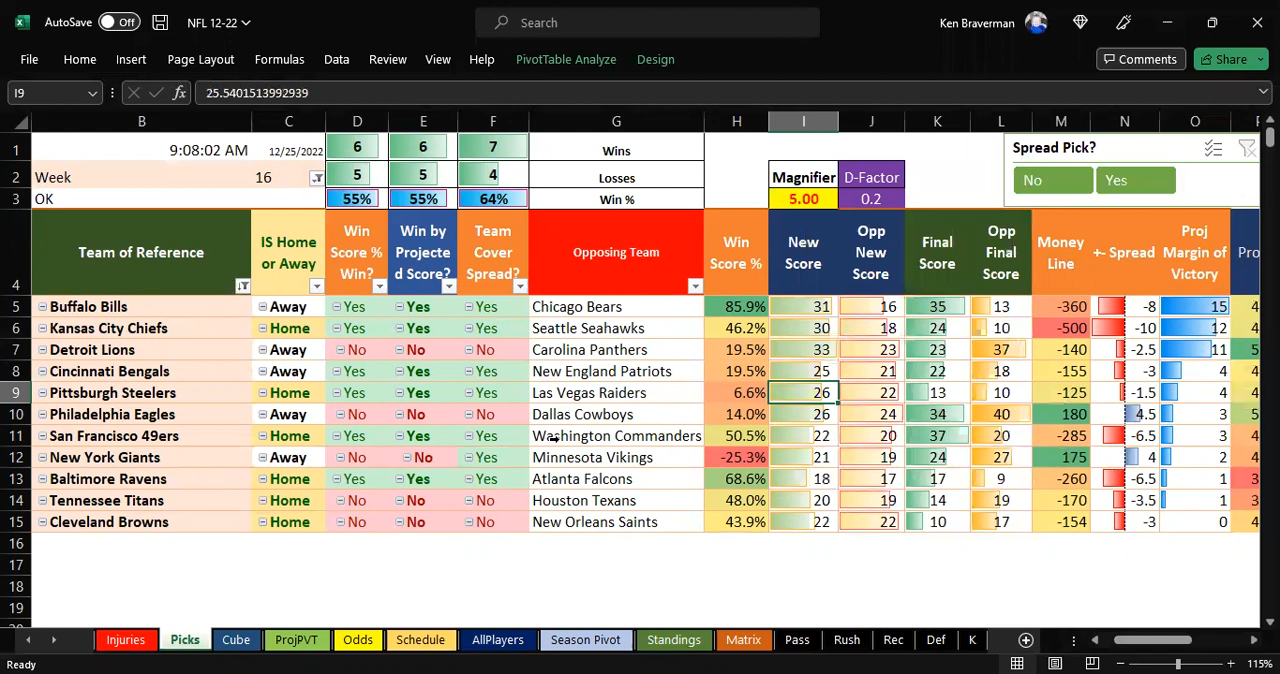 AutoSave Off NFL 12-22 Search Ken Braverman
File Home Insert Page Layout Formulas Data Review View Help PivotTable Analyze Design Comments Share
I9 fx 25.5401513992939
B C D E F G H I J K L M N O
1 9:08:02 AM 12/25/2022 6 6 7 Wins Spread Pick?
2 Week 16 5 5 4 Losses Magnifier D-Factor No Yes
3 OK 55% 55% 64% Win % 5.00 0.2
4 Team of Reference IS Home or Away Win Score % Win? Win by Projecte d Score? Team Cover Spread? Opposing Team Win Score % New Score Opp New Score Final Score Opp Final Score Money Line +- Spread Proj Margin of Victory Pro
5 Buffalo Bills Away Yes Yes Yes Chicago Bears 85.9% 31 16 35 13 -360 -8 15 4
6 Kansas City Chiefs Home Yes Yes Yes Seattle Seahawks 46.2% 30 18 24 10 -500 -10 12 4
7 Detroit Lions Away No No No Carolina Panthers 19.5% 33 23 23 37 -140 -2.5 11 5
8 Cincinnati Bengals Away Yes Yes Yes New England Patriots 19.5% 25 21 22 18 -155 -3 4 4
9 Pittsburgh Steelers Home Yes Yes Yes Las Vegas Raiders 6.6% 26 22 13 10 -125 -1.5 4 4
10 Philadelphia Eagles Away No No No Dallas Cowboys 14.0% 26 24 34 40 180 4.5 3 5
11 San Francisco 49ers Home Yes Yes Yes Washington Commanders 50.5% 22 20 37 20 -285 -6.5 3 4
12 New York Giants Away No No Yes Minnesota Vikings -25.3% 21 19 24 27 175 4 2 4
13 Baltimore Ravens Home Yes Yes Yes Atlanta Falcons 68.6% 18 17 17 9 -260 -6.5 1 3
14 Tennessee Titans Home No No No Houston Texans 48.0% 20 19 14 19 -170 -3.5 1 3
15 Cleveland Browns Home No No No New Orleans Saints 43.9% 22 22 10 17 -154 -3 0 4
16
17
18
19
Injuries Picks Cube ProjPVT Odds Schedule AllPlayers Season Pivot Standings Matrix Pass Rush Rec Def K
Ready 115%